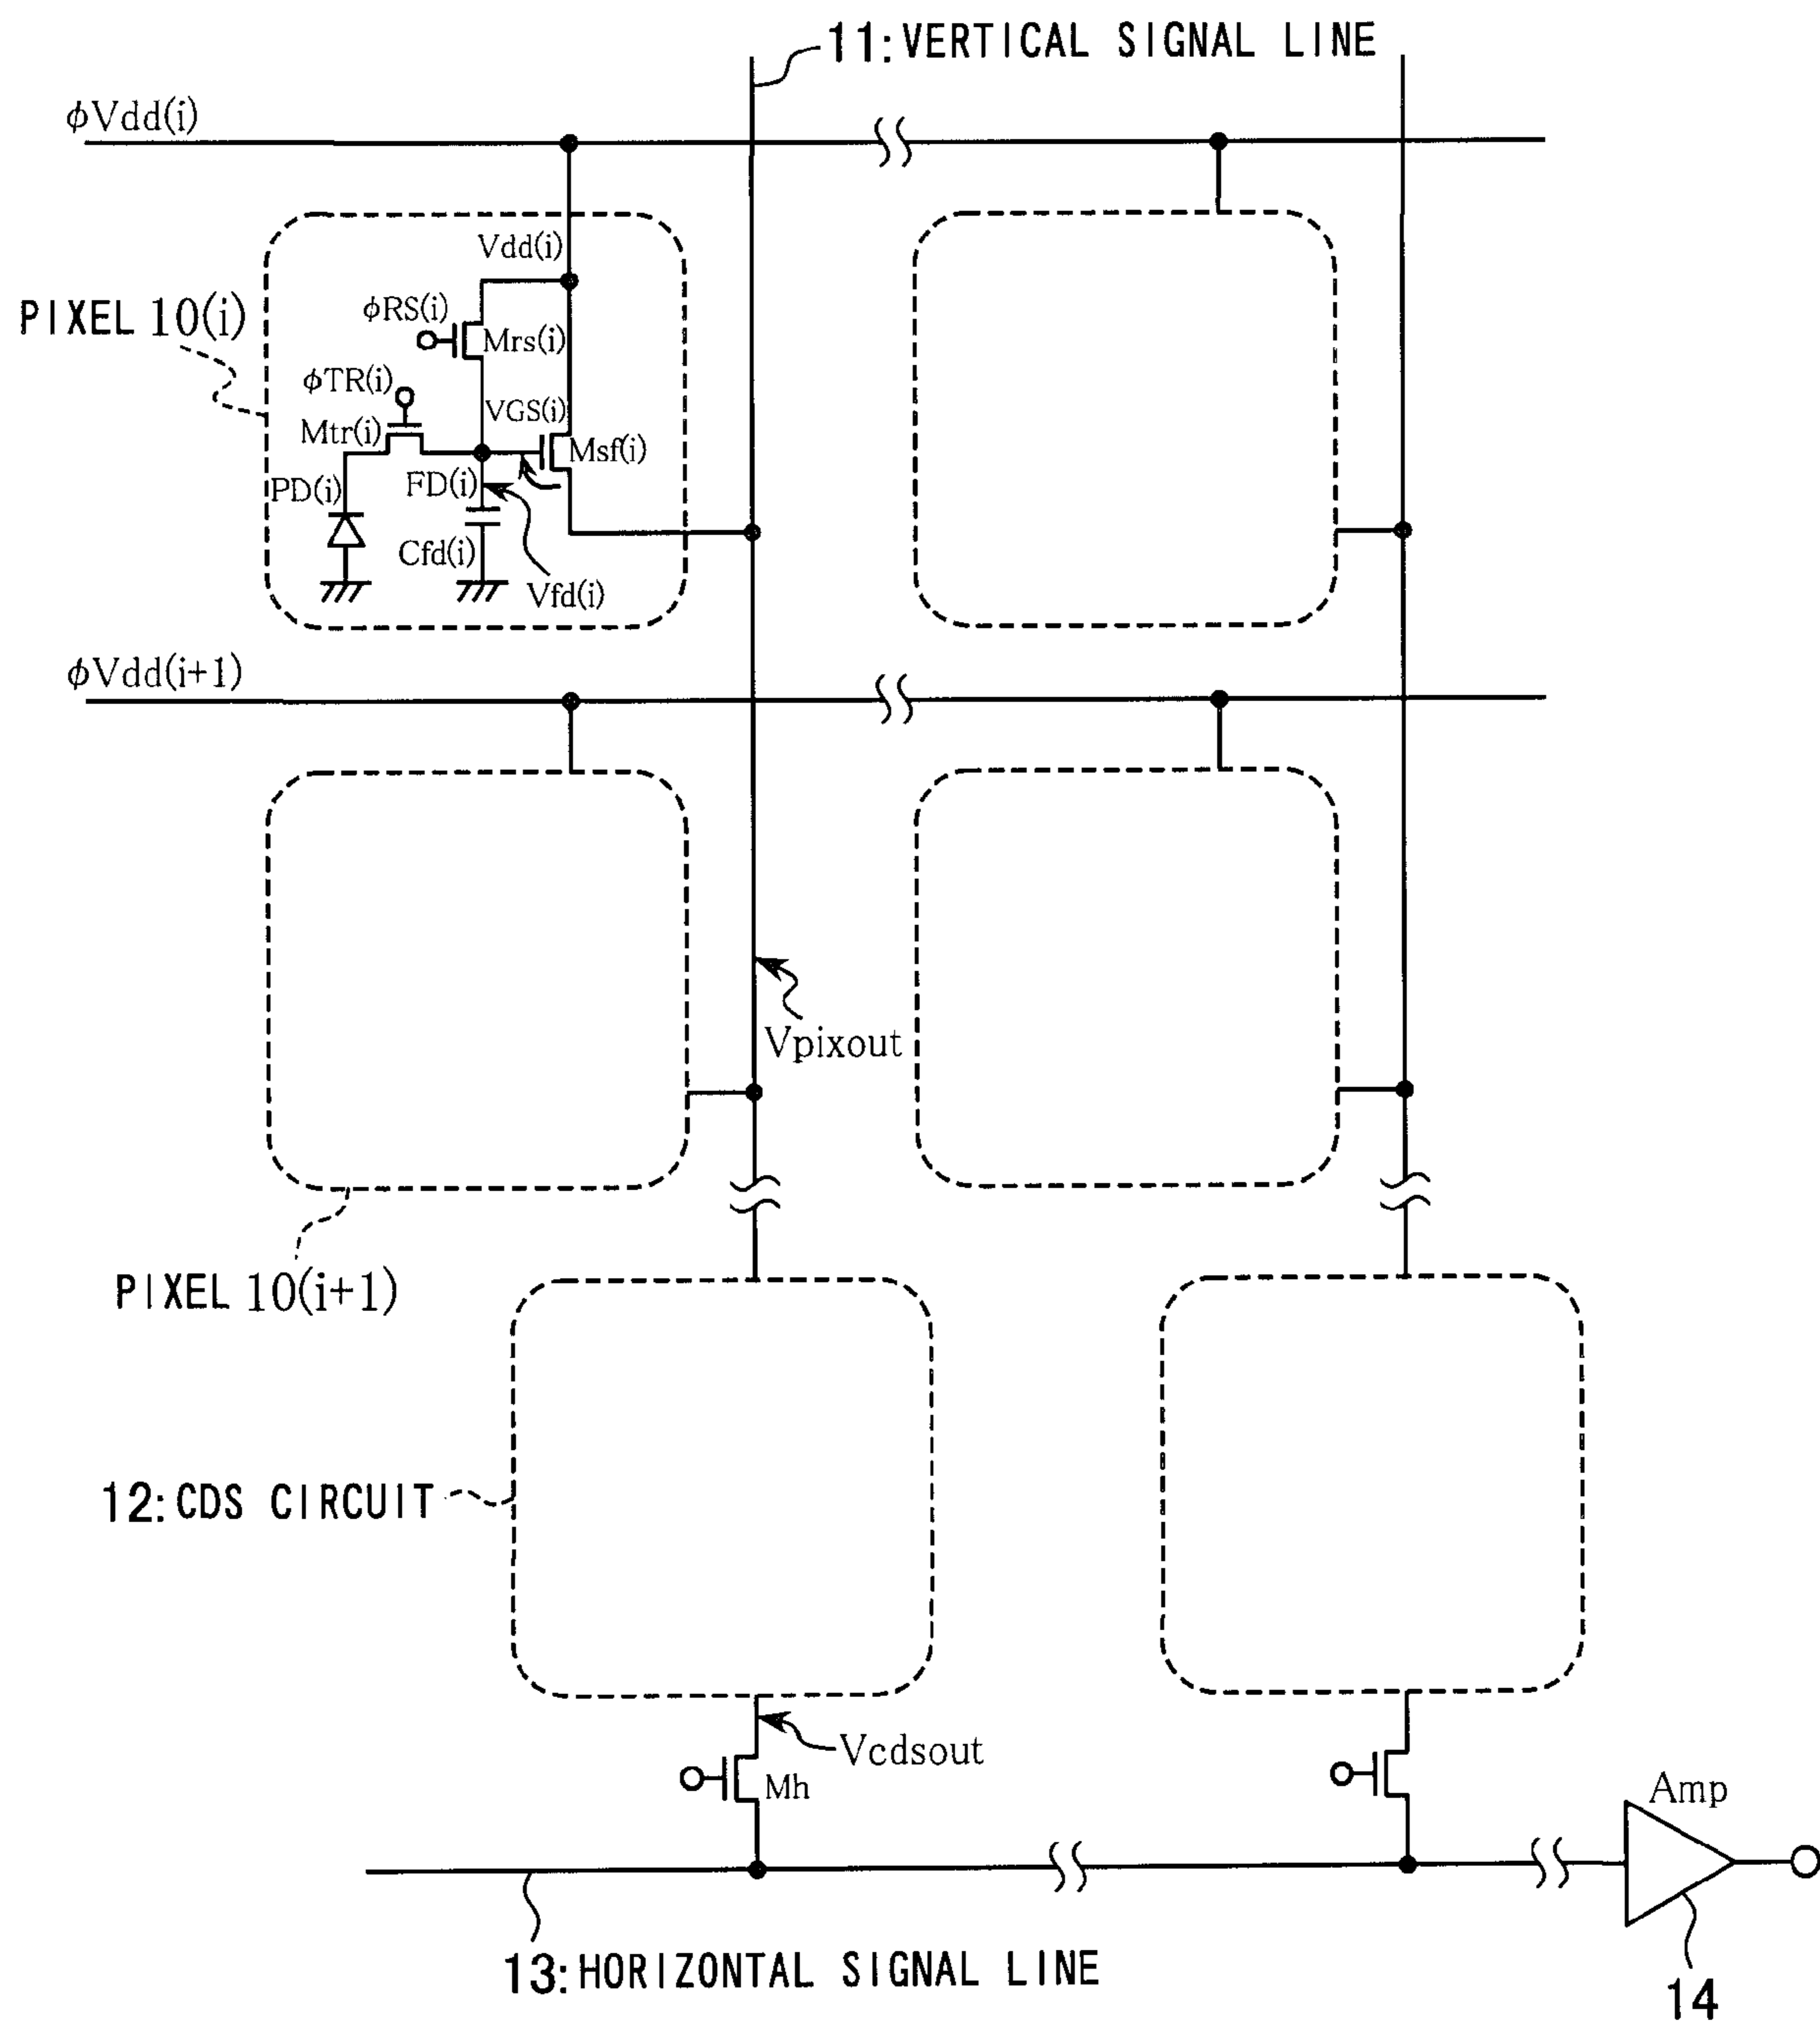 11: VERTICAL SIGNAL LINE
ϕVdd(i)
Vdd(i)
PIXEL 10(i)
ϕRS(i)
Mrs(i)
ϕTR(i)
VGS(i)
Mtr(i)
Msf(i)
PD(i)
FD(i)
Cfd(i)
Vfd(i)
ϕVdd(i+1)
Vpixout
PIXEL 10(i+1)
12: CDS CIRCUIT
Vcdsout
Mh
Amp
13: HORIZONTAL SIGNAL LINE
14